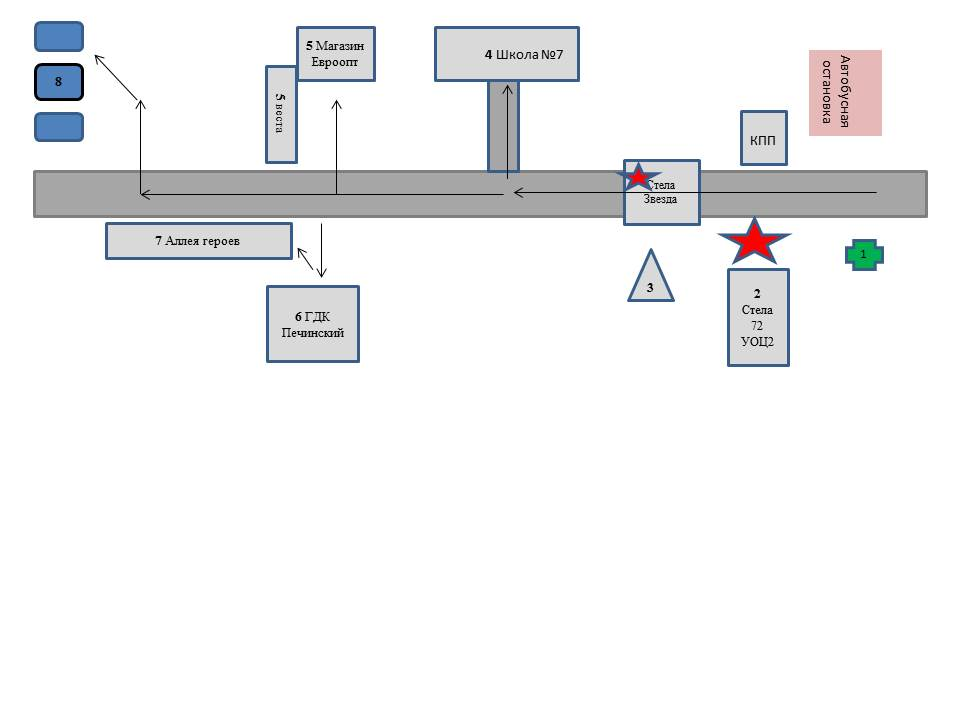 8
5 Магазин
Евроопт
5 веста
4 Школа №7
Автобусная
остановка
КПП
Стела
Звезда
7 Аллея героев
6 ГДК
Печинский
3
2
Стела
72
УОЦ2
1